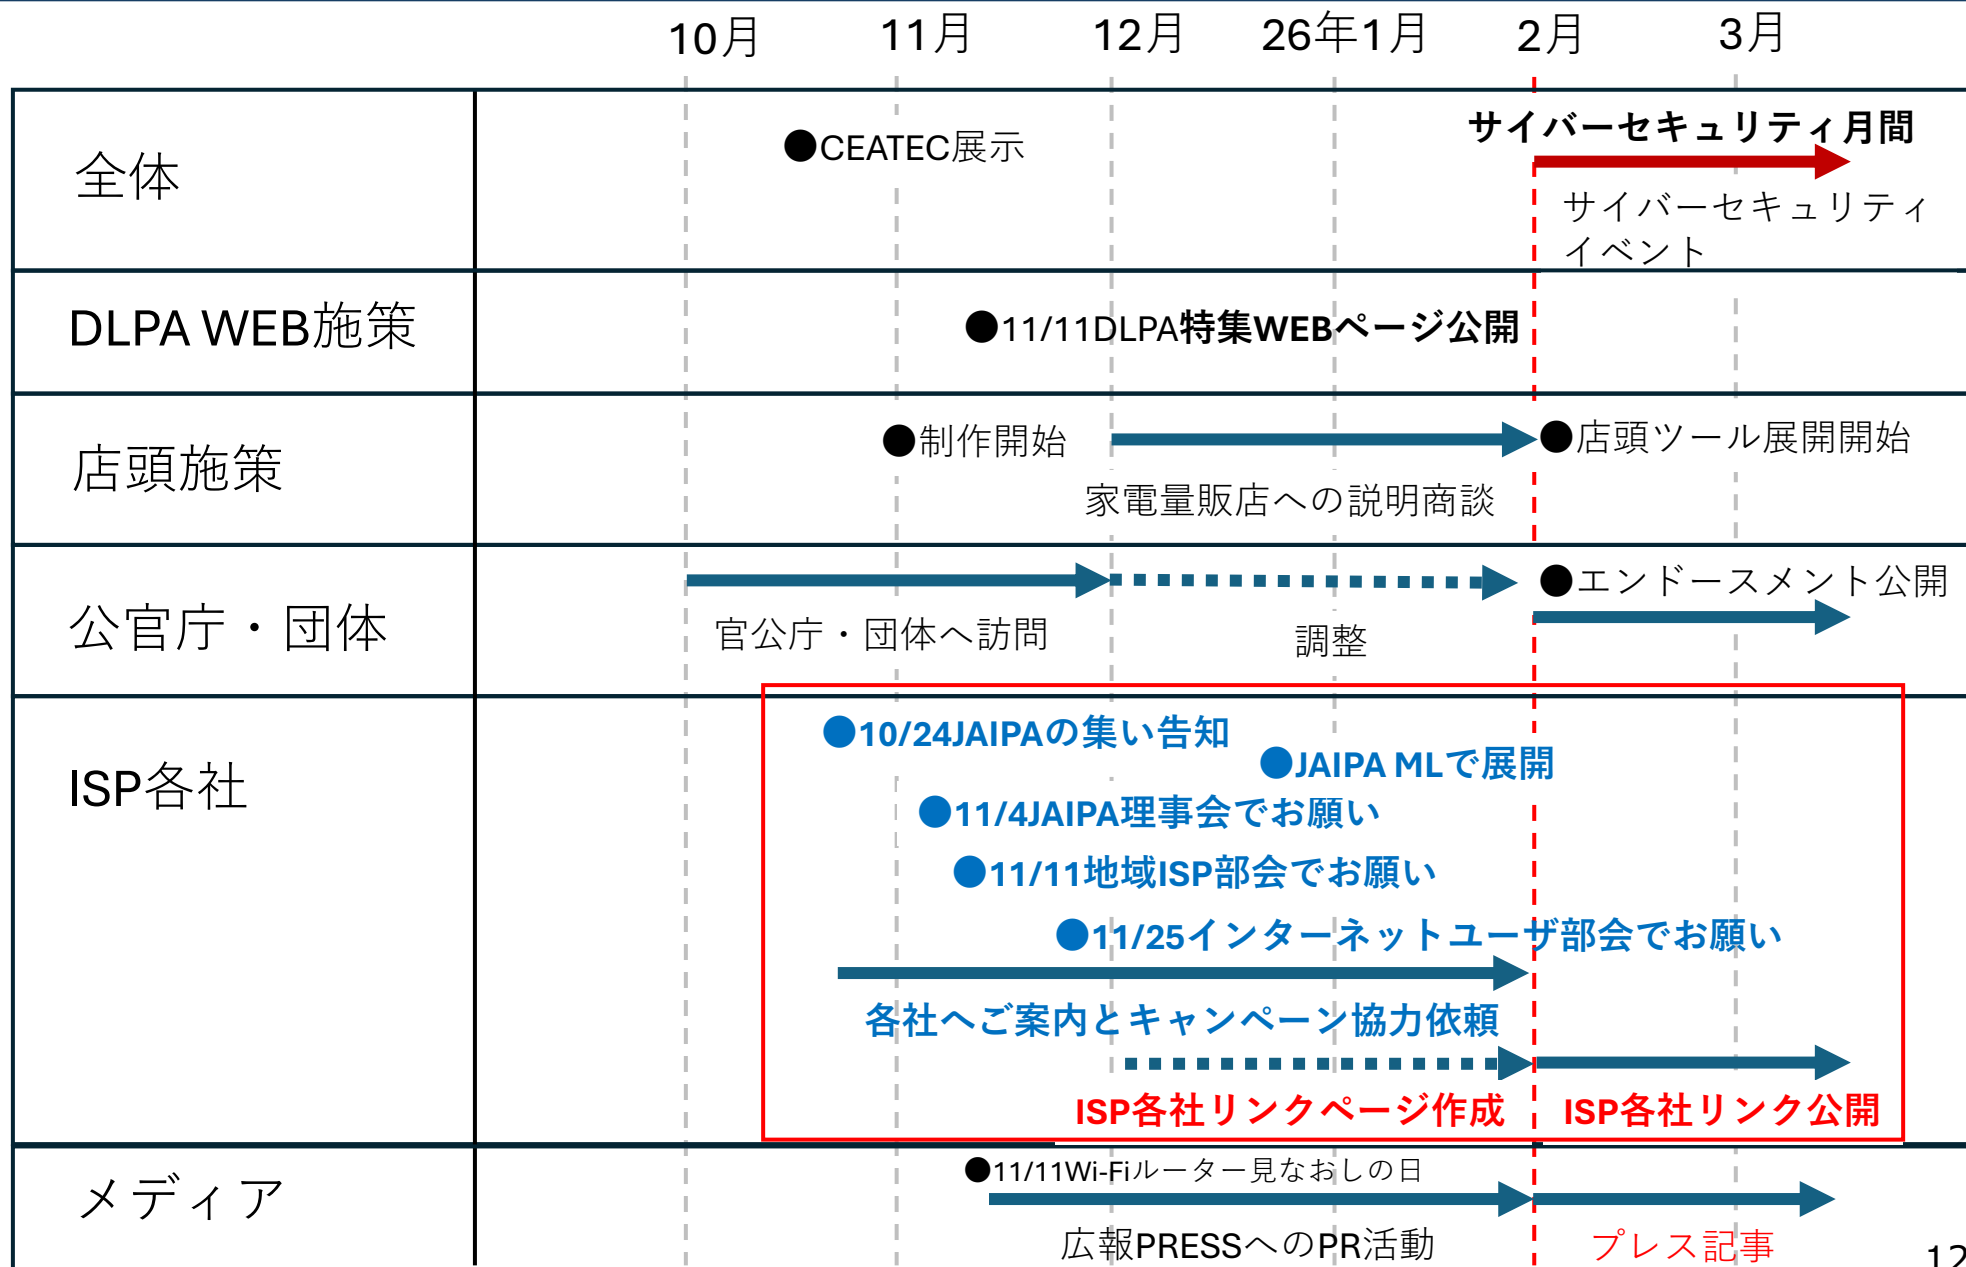 10月
11月
12月
26年1月
2月
3月
全体
●CEATEC展示
サイバーセキュリティ月間
サイバーセキュリティ
イベント
DLPA WEB施策
●11/11DLPA特集WEBページ公開
店頭施策
●制作開始
家電量販店への説明商談
●店頭ツール展開開始
公官庁・団体
官公庁・団体へ訪問
調整
●エンドースメント公開
ISP各社
●10/24JAIPAの集い告知
●JAIPA MLで展開
●11/4JAIPA理事会でお願い
●11/11地域ISP部会でお願い
●11/25インターネットユーザ部会でお願い
各社へご案内とキャンペーン協力依頼
ISP各社リンクページ作成
ISP各社リンク公開
メディア
●11/11Wi-Fiルーター見なおしの日
広報PRESSへのPR活動
プレス記事
12